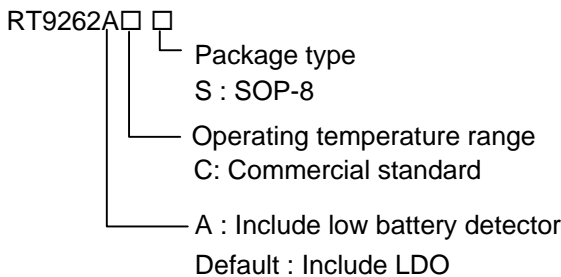 RT9262A□ □
Package type
S : SOP-8
Operating temperature range
C: Commercial standard
A : Include low battery detector
Default : Include LDO